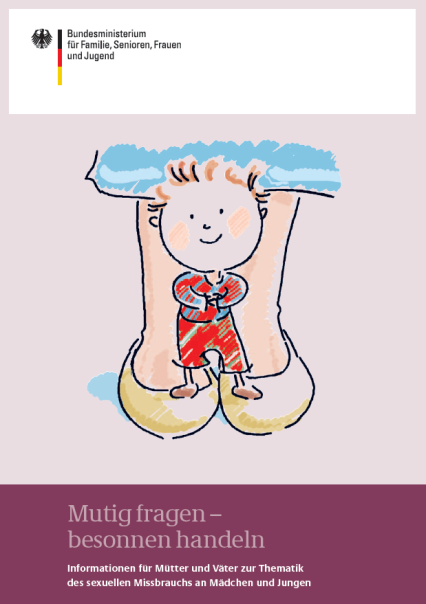 Bundesministerium
für Familie, Senioren, Frauen
und Jugend
Mutig fragen –
besonnen handeln
Informationen für Mütter und Väter zur Thematik
des sexuellen Missbrauchs an Mädchen und Jungen